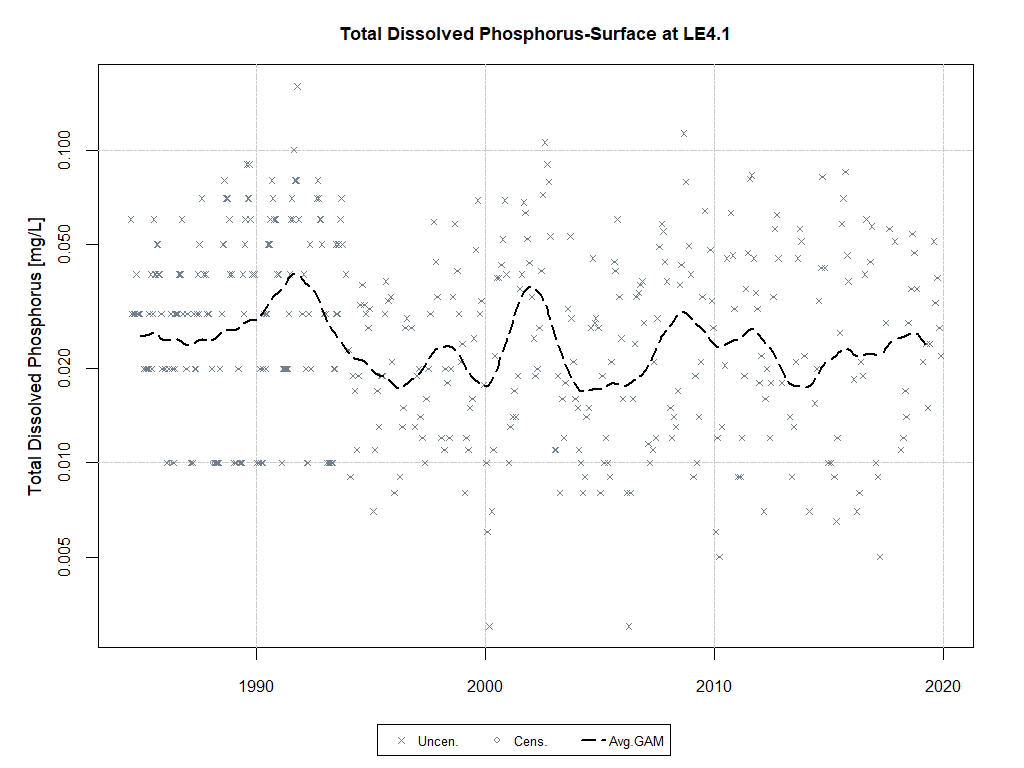 Total Dissolved Phosphorus-Surface at LE4.1
Total Dissolved Phosphorus [mg/L]
0.100
0.050
0.020
0.010
0.005
1990 2000 2010 2020
Uncen. Cens. Avg.GAM